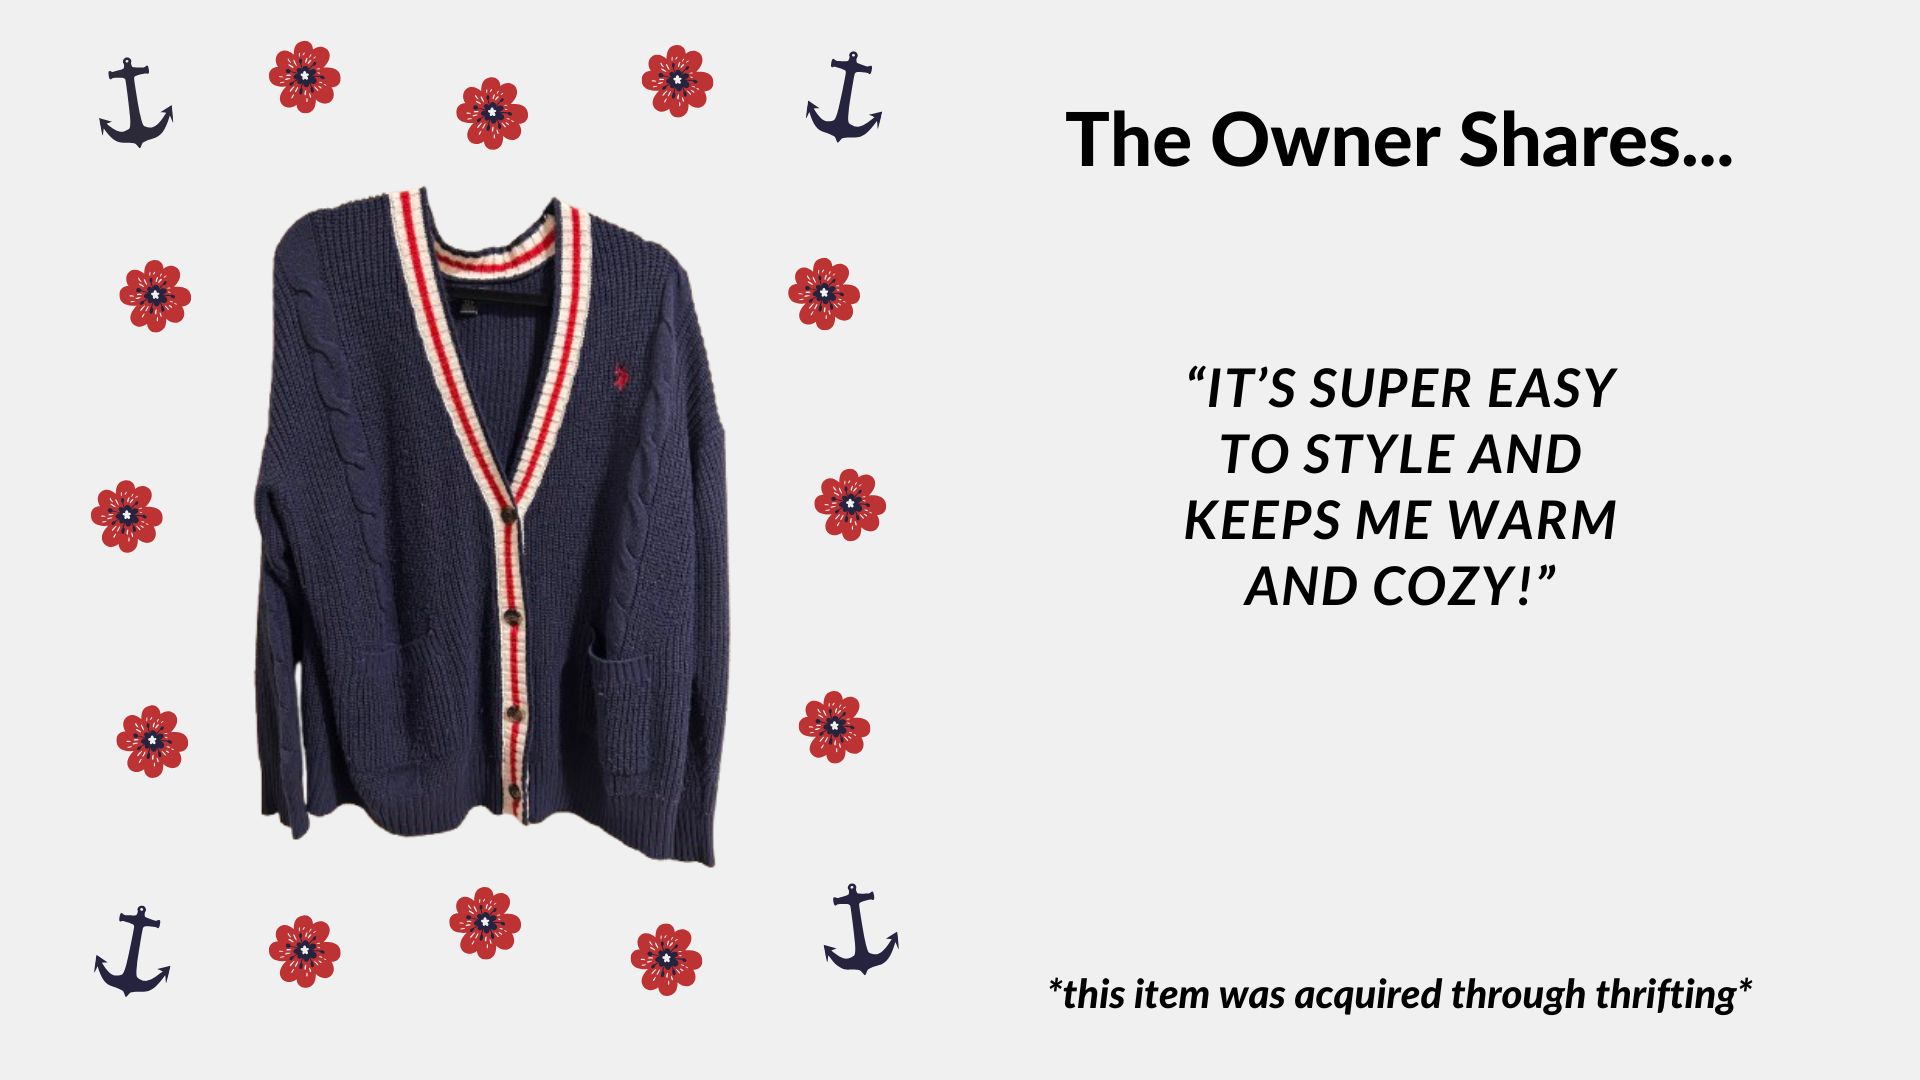 The Owner Shares...
“IT’S SUPER EASY
TO STYLE AND
KEEPS ME WARM
AND COZY!”
*this item was acquired through thrifting*